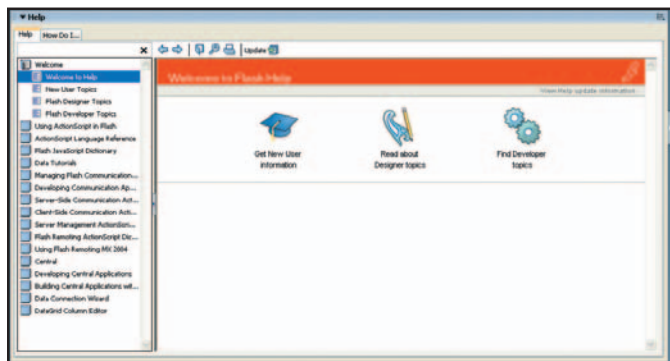 Help
Help How Do I...
Update
Welcome
Welcome to Help
New User Topics
Flash Designer Topics
Flash Developer Topics
Using ActionScript in Flash
ActionScript Language Reference
Flash JavaScript Dictionary
Data Tutorials
Managing Flash Communication...
Developing Communication Ap...
Server-Side Communication Act...
Client-Side Communication Acti...
Server Management ActionScri...
Flash Remoting ActionScript Dic...
Using Flash Remoting MX 2004
Central
Developing Central Applications
Building Central Applications wit...
Data Connection Wizard
DataGrid Column Editor
Welcome to Flash Help
View Help update information
Get New User
information
Read about
Designer topics
Find Developer
topics